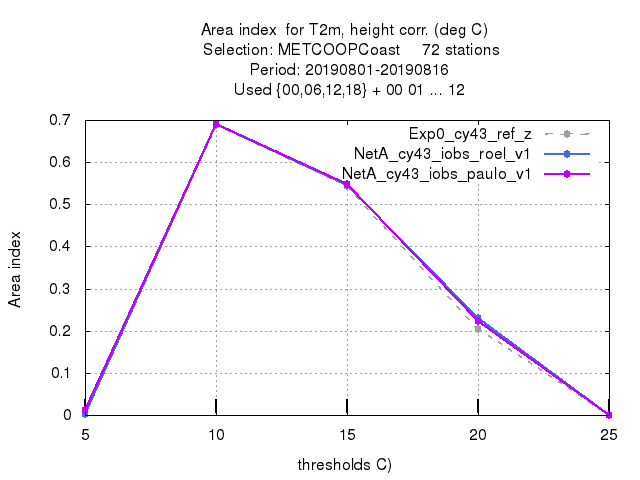 Area index  for T2m, height corr. (deg C)
Selection: METCOOPCoast     72 stations
Period: 20190801-20190816
Used {00,06,12,18} + 00 01 ... 12
Exp0_cy43_ref_z
NetA_cy43_iobs_roel_v1
NetA_cy43_iobs_paulo_v1
0.7
0.6
0.5
0.4
0.3
0.2
0.1
0
Area index
5 10 15 20 25
thresholds C)